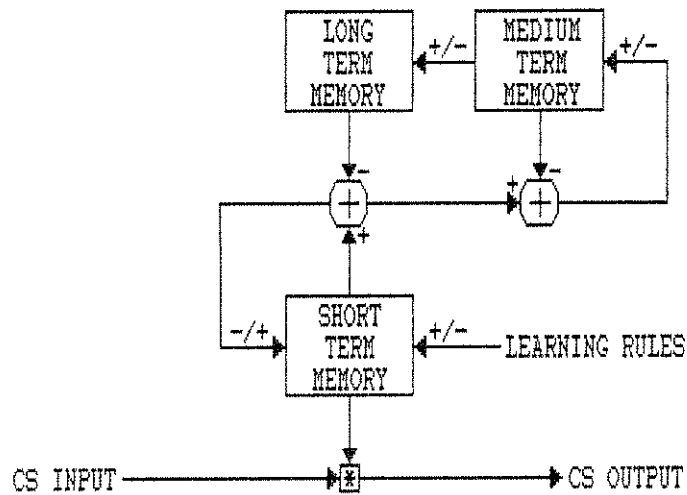 LONG
TERM
MEMORY
+/-
MEDIUM
TERM
MEMORY
+/-
-
-
+
+
+
+
-/+
SHORT
TERM
MEMORY
+/-
LEARNING RULES
CS INPUT
*
CS OUTPUT